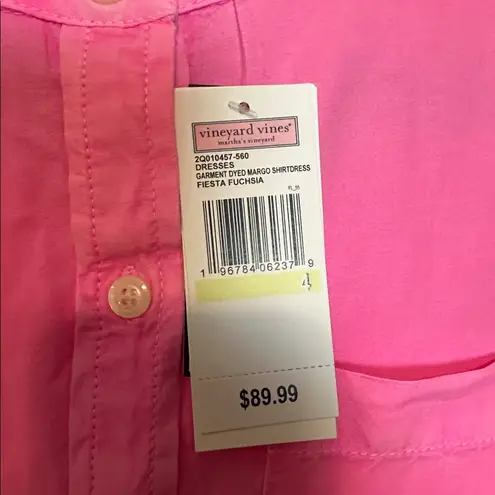 vineyard vines®
martha's vineyard
2Q010457-560
DRESSES
GARMENT DYED MARGO SHIRTDRESS
FIESTA FUCHSIA
1 96784 06237 9
$89.99